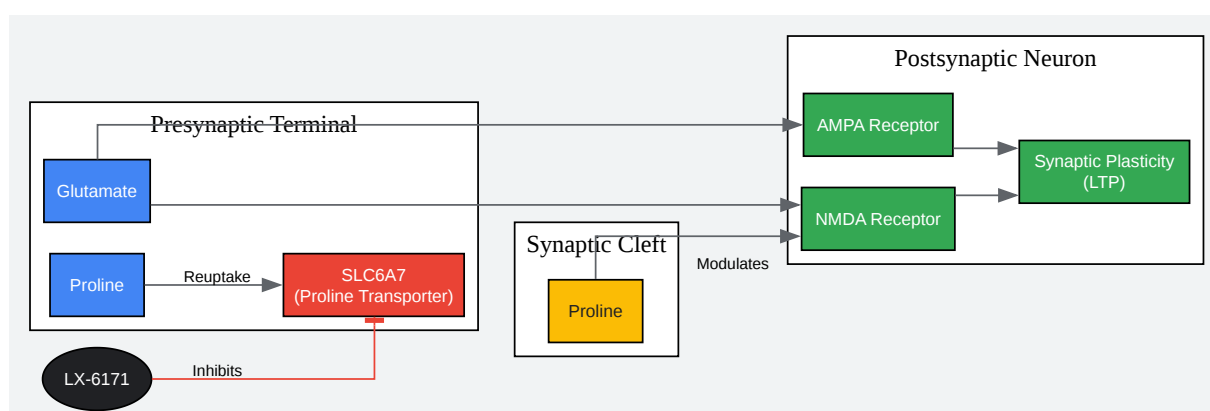 Postsynaptic Neuron
Presynaptic Terminal
AMPA Receptor
Synaptic Plasticity
(LTP)
Glutamate
NMDA Receptor
Synaptic Cleft
Modulates
Proline
Reuptake
SLC6A7
(Proline Transporter)
Proline
LX-6171
Inhibits